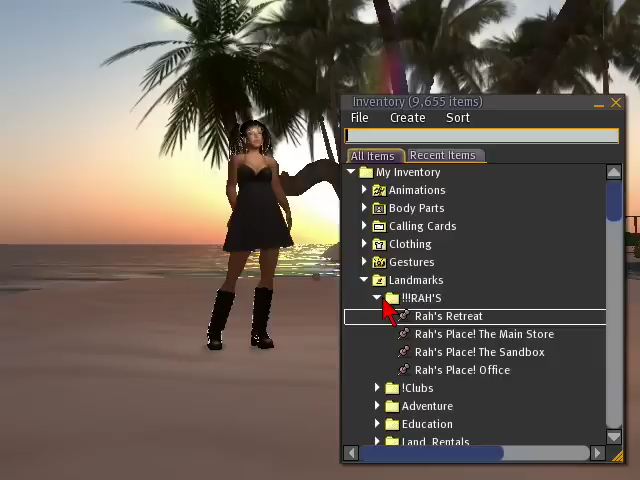 Inventory (9,655 items)
File Create Sort
All Items Recent Items
My Inventory
Animations
Body Parts
Calling Cards
Clothing
Gestures
Landmarks
!!!RAH'S
Rah's Retreat
Rah's Place! The Main Store
Rah's Place! The Sandbox
Rah's Place! Office
!Clubs
Adventure
Education
Land Rentals